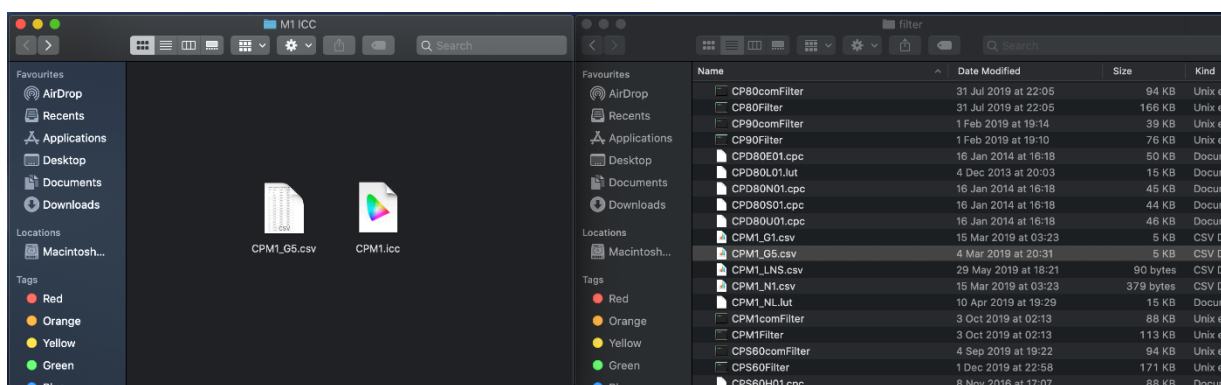 M1 ICC
Search
Favourites
AirDrop
Recents
Applications
Desktop
Documents
Downloads
Locations
Macintosh...
Tags
Red
Orange
Yellow
Green
CSV
CPM1_G5.csv
CPM1.icc
filter
Search
Favourites
AirDrop
Recents
Applications
Desktop
Documents
Downloads
Locations
Macintosh...
Tags
Red
Orange
Yellow
Green
Name Date Modified Size Kind
CP80comFilter 31 Jul 2019 at 22:05 94 KB Unix e
CP80Filter 31 Jul 2019 at 22:05 166 KB Unix e
CP90comFilter 1 Feb 2019 at 19:14 39 KB Unix e
CP90Filter 1 Feb 2019 at 19:10 76 KB Unix e
CPD80E01.cpc 16 Jan 2014 at 16:18 50 KB Docu
CPD80L01.lut 4 Dec 2013 at 20:03 15 KB Docu
CPD80N01.cpc 16 Jan 2014 at 16:18 45 KB Docu
CPD80S01.cpc 16 Jan 2014 at 16:18 44 KB Docu
CPD80U01.cpc 16 Jan 2014 at 16:18 46 KB Docu
CPM1_G1.csv 15 Mar 2019 at 03:23 5 KB CSV D
CPM1_G5.csv 4 Mar 2019 at 20:31 5 KB CSV D
CPM1_LNS.csv 29 May 2019 at 18:21 90 bytes CSV D
CPM1_N1.csv 15 Mar 2019 at 03:23 379 bytes CSV D
CPM1_NL.lut 10 Apr 2019 at 19:29 15 KB Docu
CPM1comFilter 3 Oct 2019 at 02:13 88 KB Unix e
CPM1Filter 3 Oct 2019 at 02:13 113 KB Unix e
CPS60comFilter 4 Sep 2019 at 19:22 94 KB Unix e
CPS60Filter 1 Dec 2019 at 22:58 171 KB Unix e
CPS60H01.cpc 8 Nov 2016 at 17:07 88 KB Docu